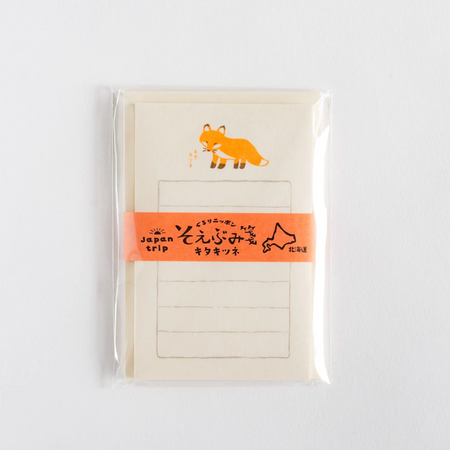 Japan
trip
ぐるりニッポン
そえぶみ箋
キタキツネ
北海道